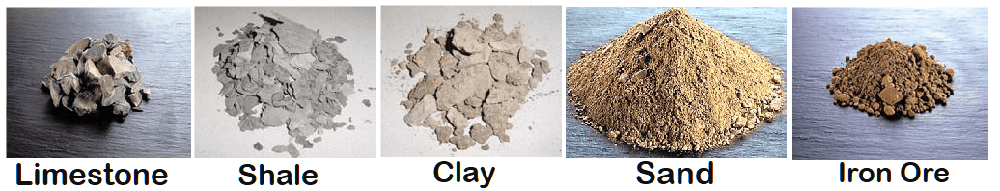 Limestone
Shale
Clay
Sand
Iron Ore